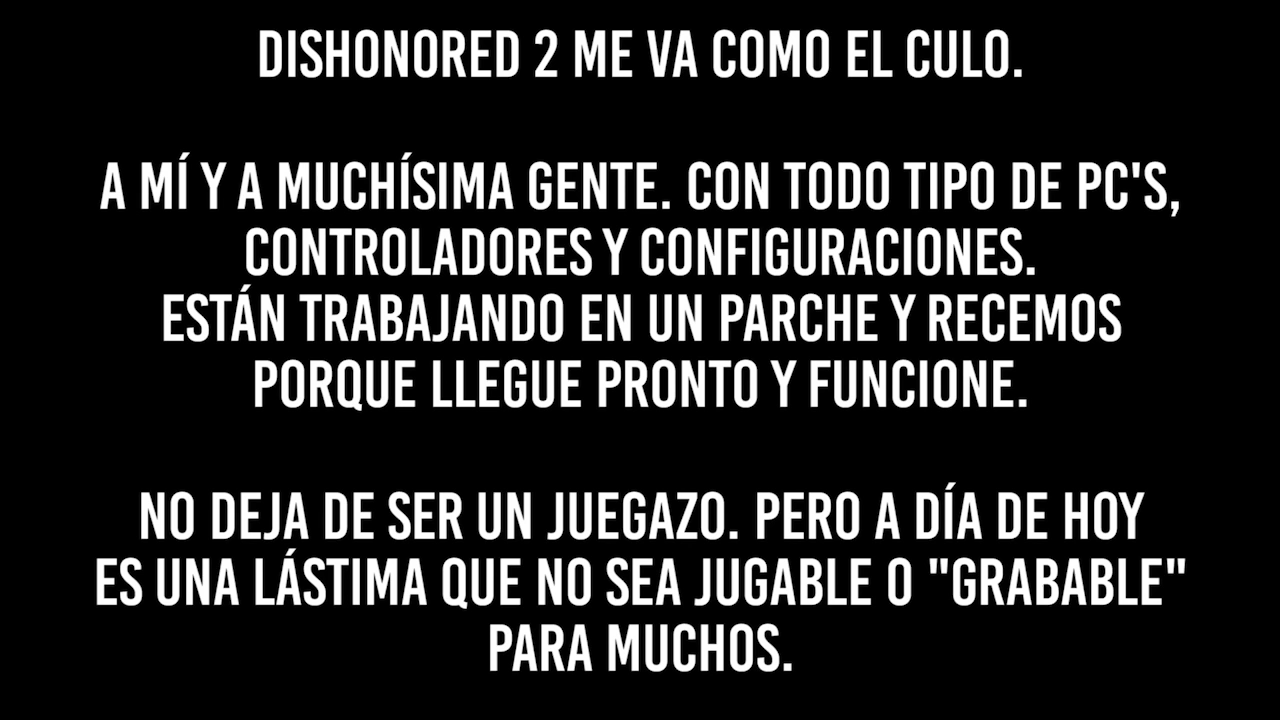 DISHONORED 2 ME VA COMO EL CULO.
A MÍ Y A MUCHÍSIMA GENTE. CON TODO TIPO DE PC'S,
CONTROLADORES Y CONFIGURACIONES.
ESTÁN TRABAJANDO EN UN PARCHE Y RECEMOS
PORQUE LLEGUE PRONTO Y FUNCIONE.
NO DEJA DE SER UN JUEGAZO. PERO A DÍA DE HOY
ES UNA LÁSTIMA QUE NO SEA JUGABLE O "GRABABLE"
PARA MUCHOS.